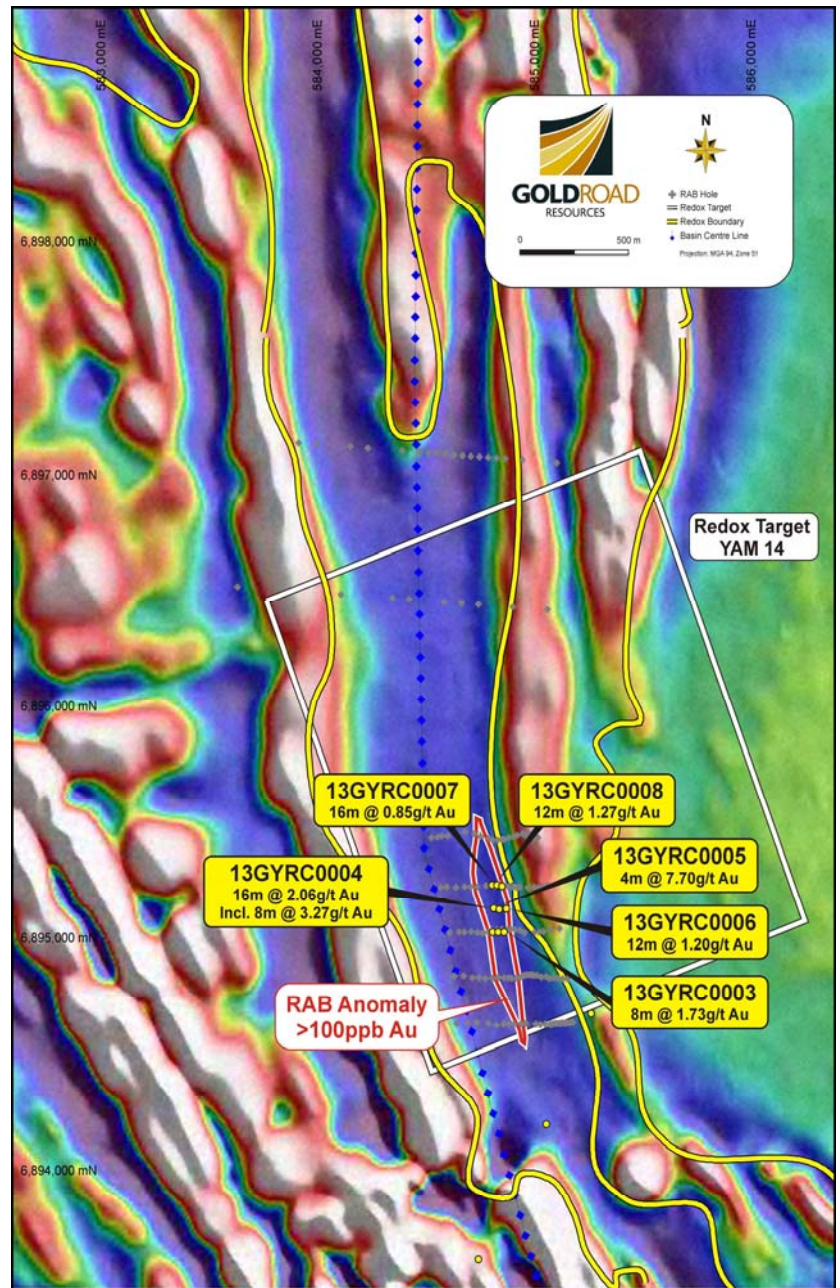 583,000 mE
584,000 mE
585,000 mE
586,000 mE
GOLDROAD
RESOURCES
0 500 m
N
RAB Hole
Redox Target
Redox Boundary
Basin Centre Line
Projection: MGA 94, Zone 51
6,898,000 mN
6,897,000 mN
Redox Target
YAM 14
6,896,000 mN
13GYRC0007
16m @ 0.85g/t Au
13GYRC0008
12m @ 1.27g/t Au
13GYRC0004
16m @ 2.06g/t Au
Incl. 8m @ 3.27g/t Au
13GYRC0005
4m @ 7.70g/t Au
6,895,000 mN
13GYRC0006
12m @ 1.20g/t Au
13GYRC0003
8m @ 1.73g/t Au
RAB Anomaly
>100ppb Au
6,894,000 mN